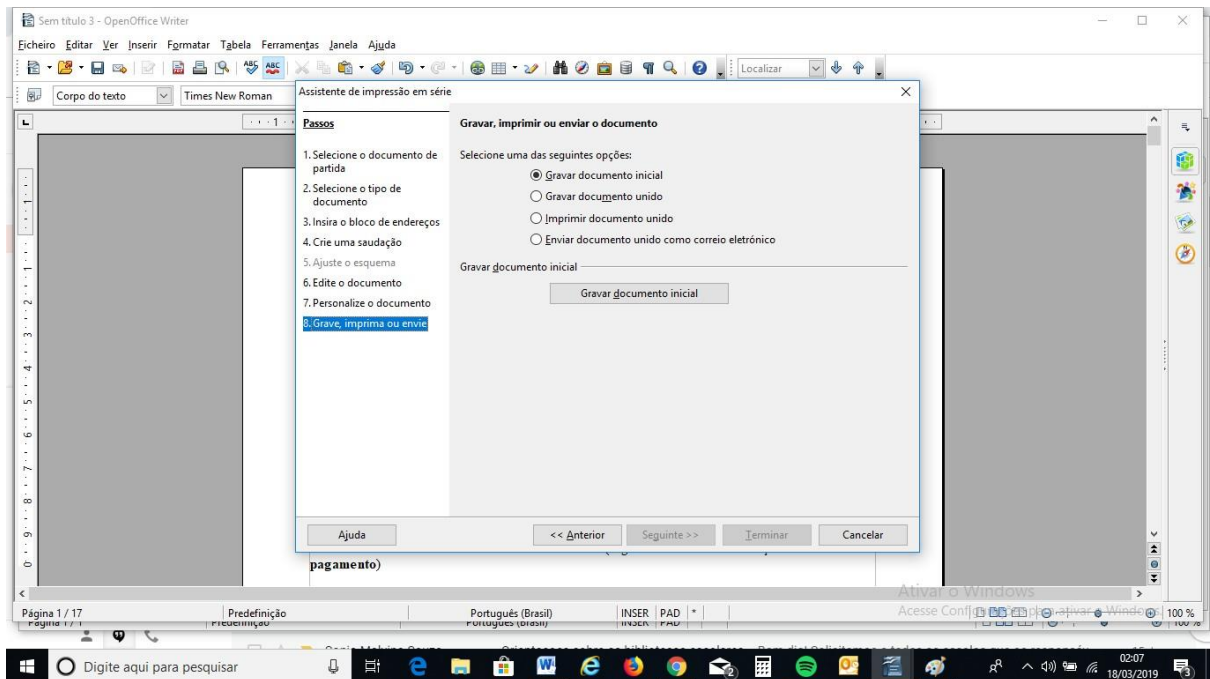 Sem título 3 - OpenOffice Writer
Ficheiro Editar Ver Inserir Formatar Tabela Ferramentas Janela Ajuda
Localizar
Corpo do texto Times New Roman
Assistente de impressão em série
Passos
1. Selecione o documento de partida
2. Selecione o tipo de documento
3. Insira o bloco de endereços
4. Crie uma saudação
5. Ajuste o esquema
6. Edite o documento
7. Personalize o documento
8. Grave, imprima ou envie
Gravar, imprimir ou enviar o documento
Selecione uma das seguintes opções:
Gravar documento inicial
Gravar documento unido
Imprimir documento unido
Enviar documento unido como correio eletrónico
Gravar documento inicial
Gravar documento inicial
Ajuda << Anterior Seguinte >> Terminar Cancelar
pagamento)
Ativar o Windows
Página 1 / 17 Predefinição Português (Brasil) INSER PAD * 100 %
Digite aqui para pesquisar
02:07
18/03/2019